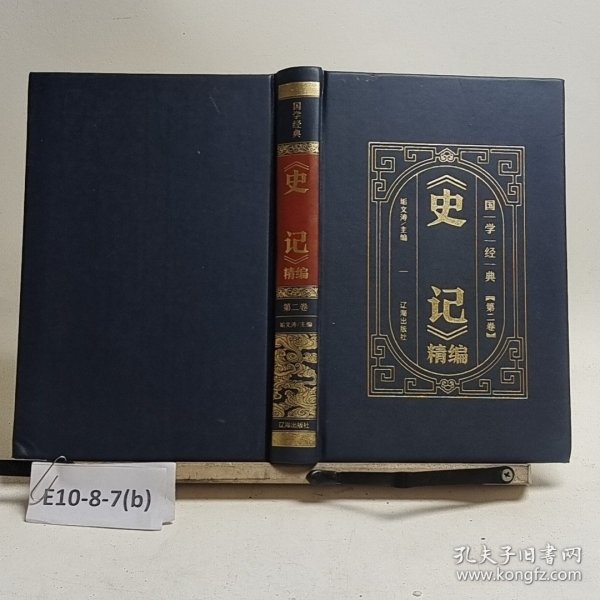 国学经典
《史记》
精编
第二卷
姤文涛/主编
辽海出版社
国学经典
【第二卷】
《史记》
精编
姤文涛/主编
辽海出版社
E10-8-7(b)
孔夫子旧书网
www.kongfz.com